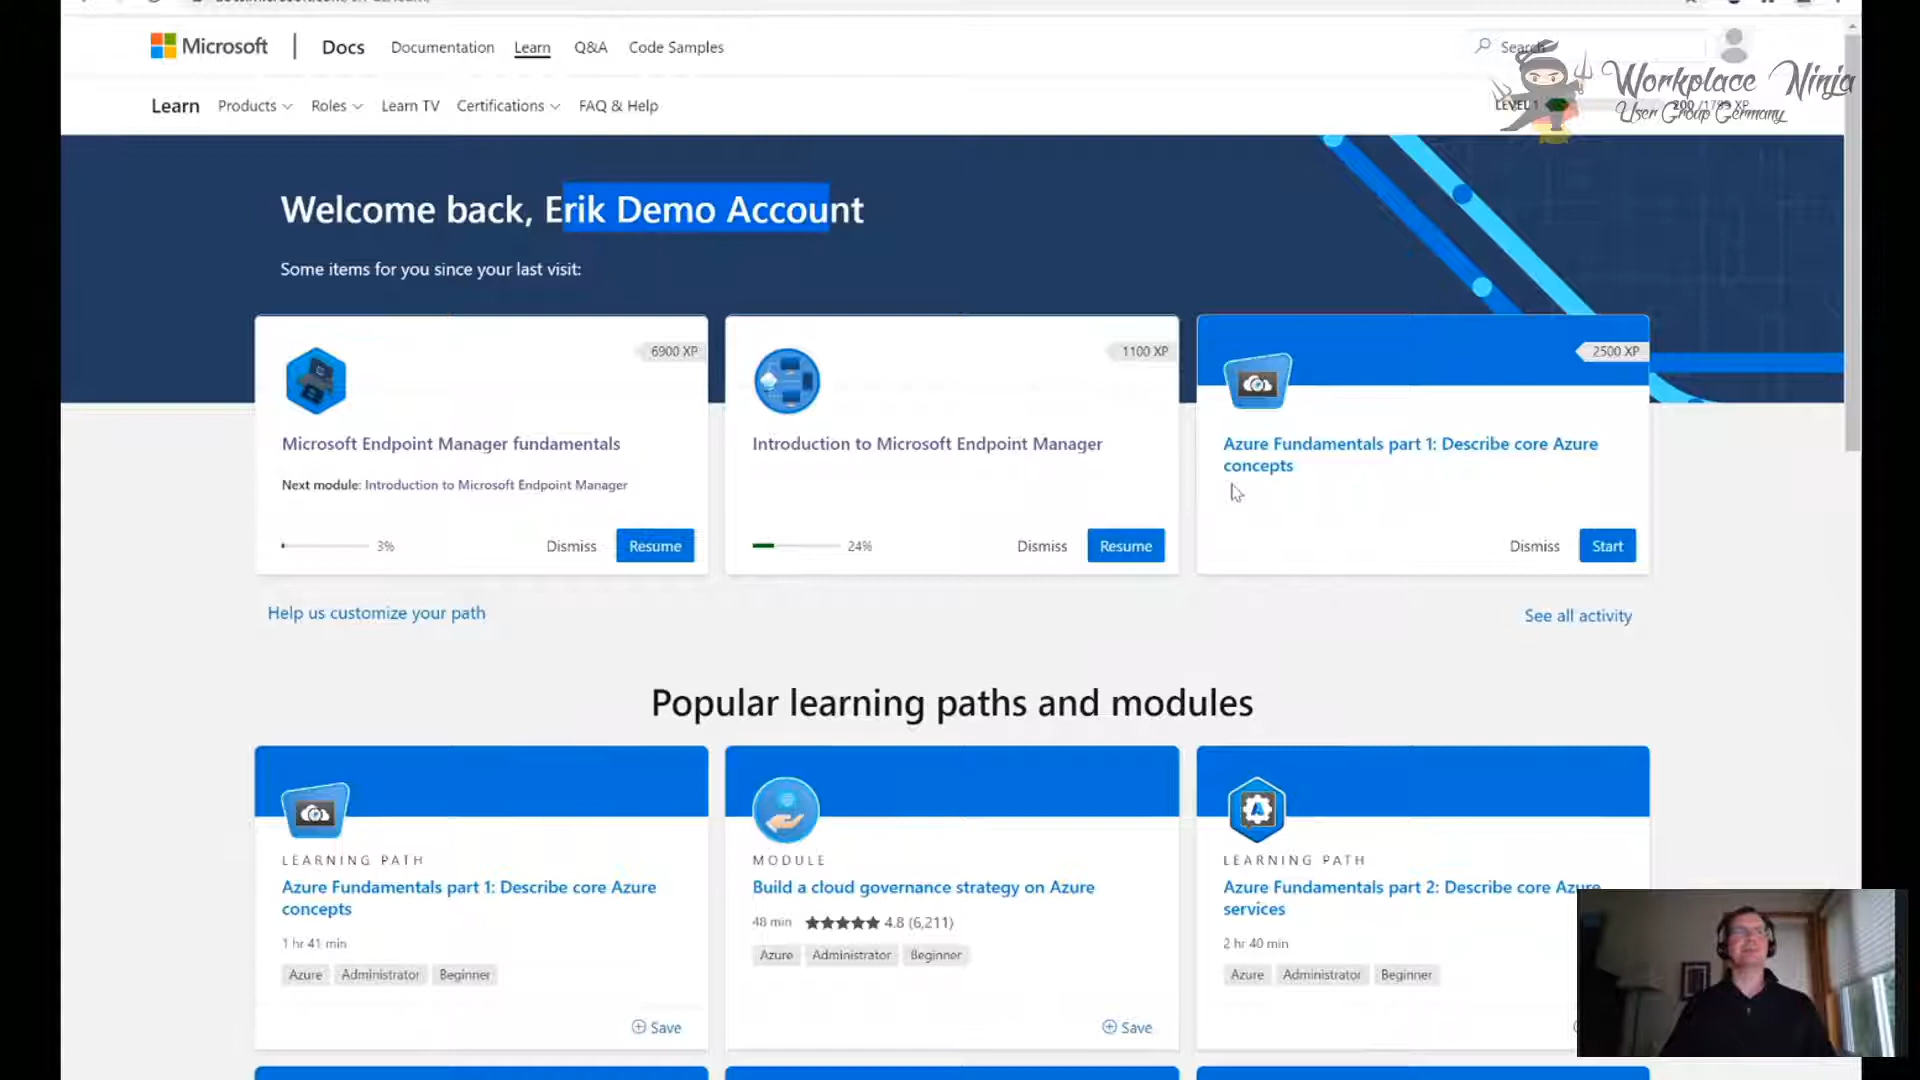 Microsoft Docs Documentation Learn Q&A Code Samples
Search
Workplace Ninja
User Group Germany
Learn Products Roles Learn TV Certifications FAQ & Help
LEVEL 1 200 /1799 XP
Welcome back, Erik Demo Account
Some items for you since your last visit:
6900 XP
Microsoft Endpoint Manager fundamentals
Next module: Introduction to Microsoft Endpoint Manager
3% Dismiss Resume
1100 XP
Introduction to Microsoft Endpoint Manager
24% Dismiss Resume
2500 XP
Azure Fundamentals part 1: Describe core Azure
concepts
Dismiss Start
Help us customize your path
See all activity
Popular learning paths and modules
LEARNING PATH
Azure Fundamentals part 1: Describe core Azure
concepts
1 hr 41 min
Azure Administrator Beginner
Save
MODULE
Build a cloud governance strategy on Azure
48 min 4.8 (6,211)
Azure Administrator Beginner
Save
LEARNING PATH
Azure Fundamentals part 2: Describe core Azure
services
2 hr 40 min
Azure Administrator Beginner